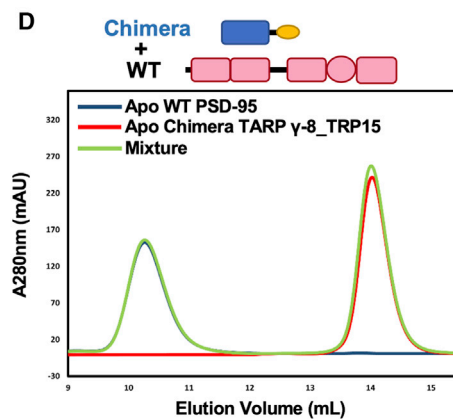 D
Chimera
+
WT
Apo WT PSD-95
Apo Chimera TARP γ-8_TRP15
Mixture
A280nm (mAU)
320
270
220
170
120
70
20
-30
9 10 11 12 13 14 15
Elution Volume (mL)